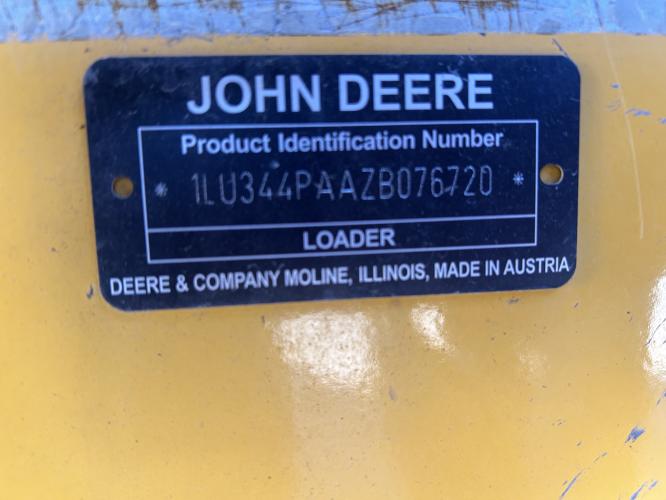 JOHN DEERE
Product Identification Number
* 1LU344PAAZB076720 *
LOADER
DEERE & COMPANY MOLINE, ILLINOIS, MADE IN AUSTRIA